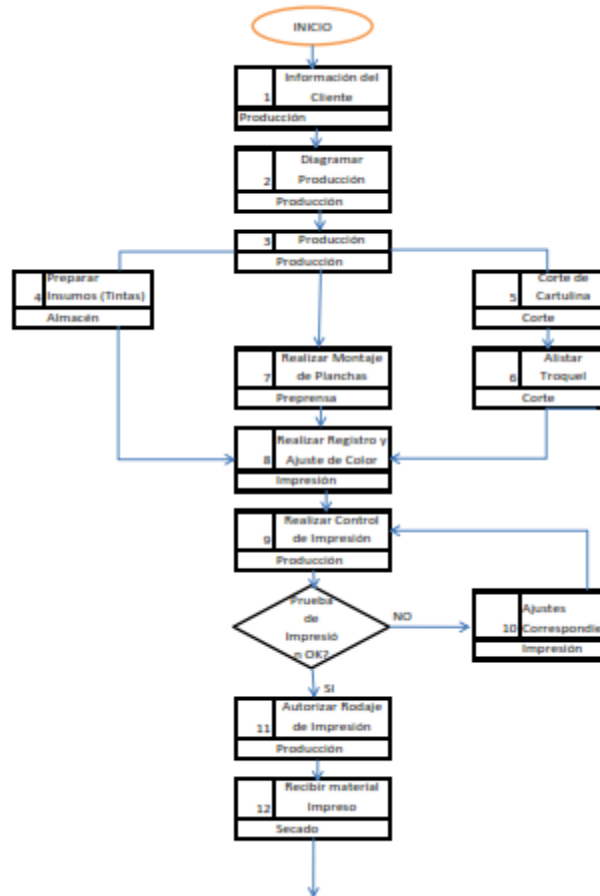 INICIO
Información del
1 Cliente
Producción
Diagramar
2 Producción
Producción
3 Producción
Producción
Preparar
4 Insumos (Tintas)
Almacén
Corte de
5 Cartulina
Corte
Realizar Montaje
7 de Planchas
Preprensa
Alistar
6 Troquel
Corte
Realizar Registro y
8 Ajuste de Color
Impresión
Realizar Control
9 de Impresión
Producción
Prueba
de
Impresió
n OK?
NO
Ajustes
10 Correspondie
Impresión
SI
Autorizar Rodaje
11 de Impresión
Producción
Recibir material
12 Impreso
Secado